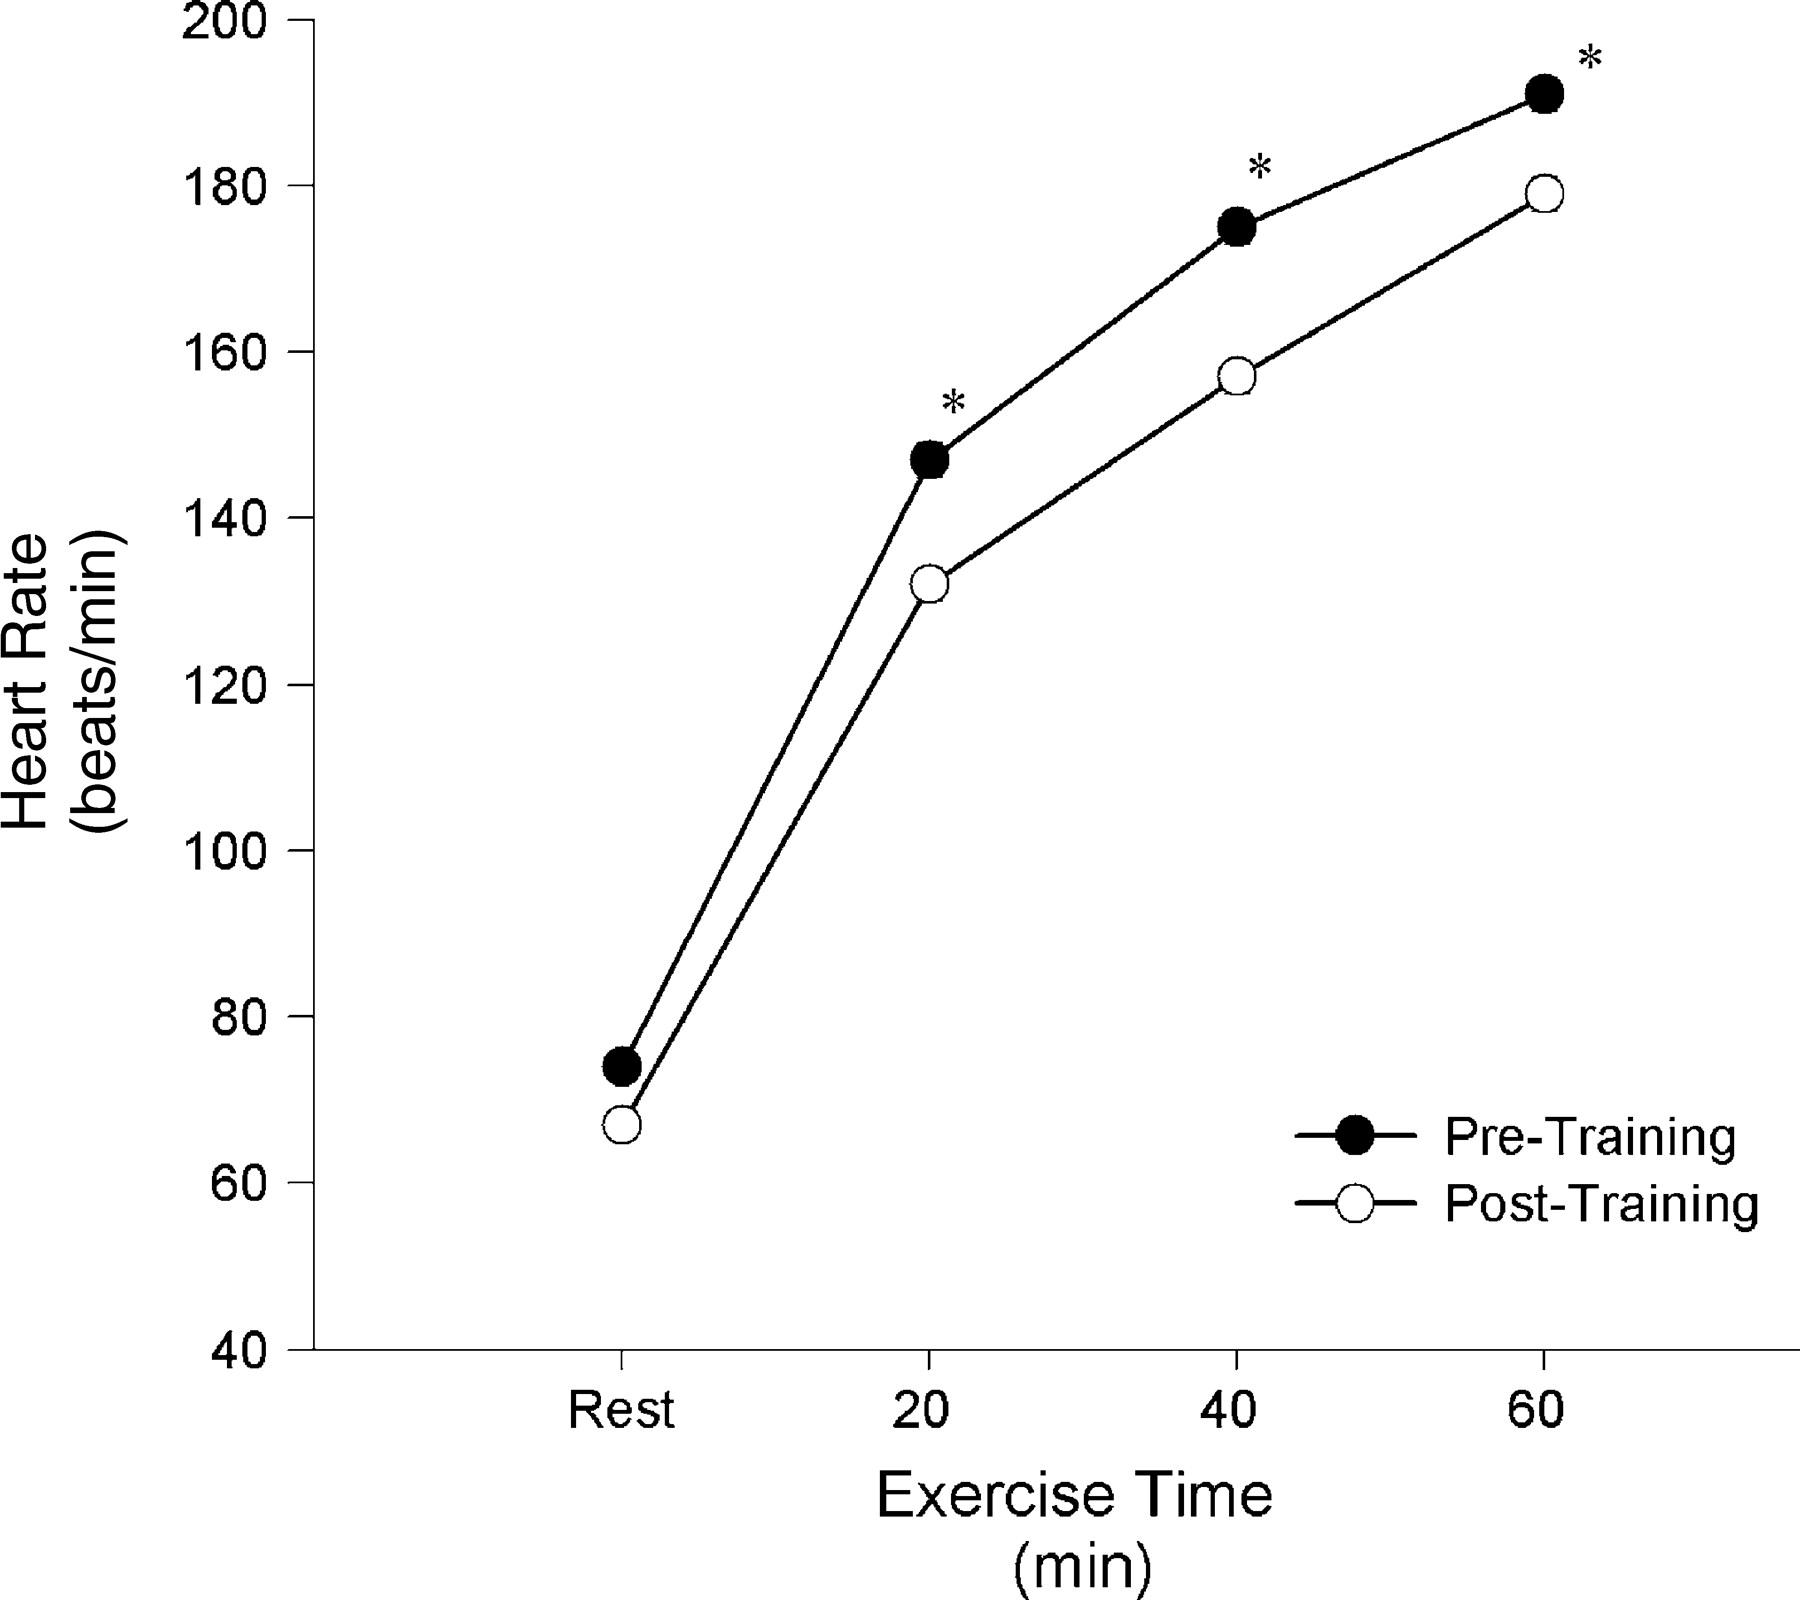 200
180
160
140
120
100
80
60
40
Heart Rate
(beats/min)
*
*
*
Pre-Training
Post-Training
Rest 20 40 60
Exercise Time
(min)